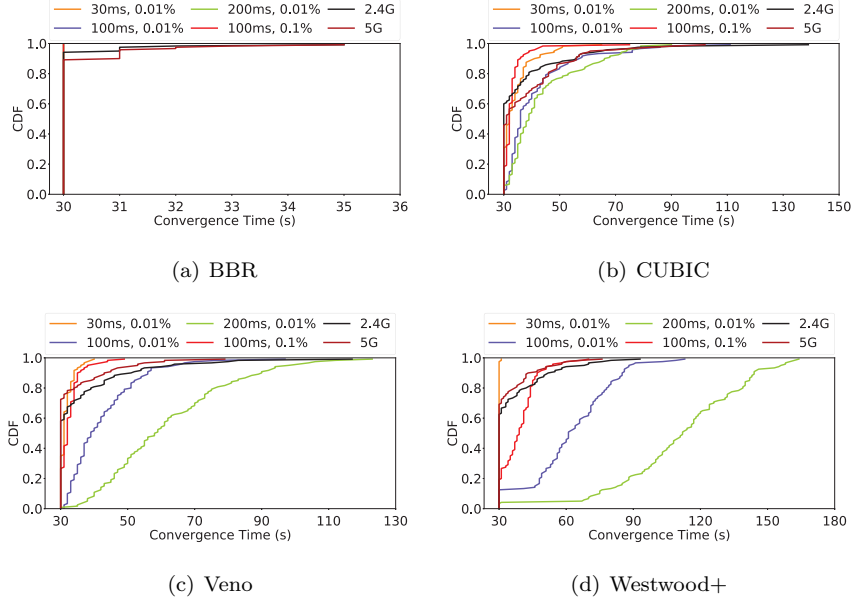 30ms, 0.01% 200ms, 0.01% 2.4G
100ms, 0.01% 100ms, 0.1% 5G
1.0
0.8
0.6
0.4
0.2
0.0
CDF
30 31 32 33 34 35 36
Convergence Time (s)
(a) BBR
30ms, 0.01% 200ms, 0.01% 2.4G
100ms, 0.01% 100ms, 0.1% 5G
1.0
0.8
0.6
0.4
0.2
0.0
CDF
30 50 70 90 110 130 150
Convergence Time (s)
(b) CUBIC
30ms, 0.01% 200ms, 0.01% 2.4G
100ms, 0.01% 100ms, 0.1% 5G
1.0
0.8
0.6
0.4
0.2
0.0
CDF
30 50 70 90 110 130
Convergence Time (s)
(c) Veno
30ms, 0.01% 200ms, 0.01% 2.4G
100ms, 0.01% 100ms, 0.1% 5G
1.0
0.8
0.6
0.4
0.2
0.0
CDF
30 60 90 120 150 180
Convergence Time (s)
(d) Westwood+